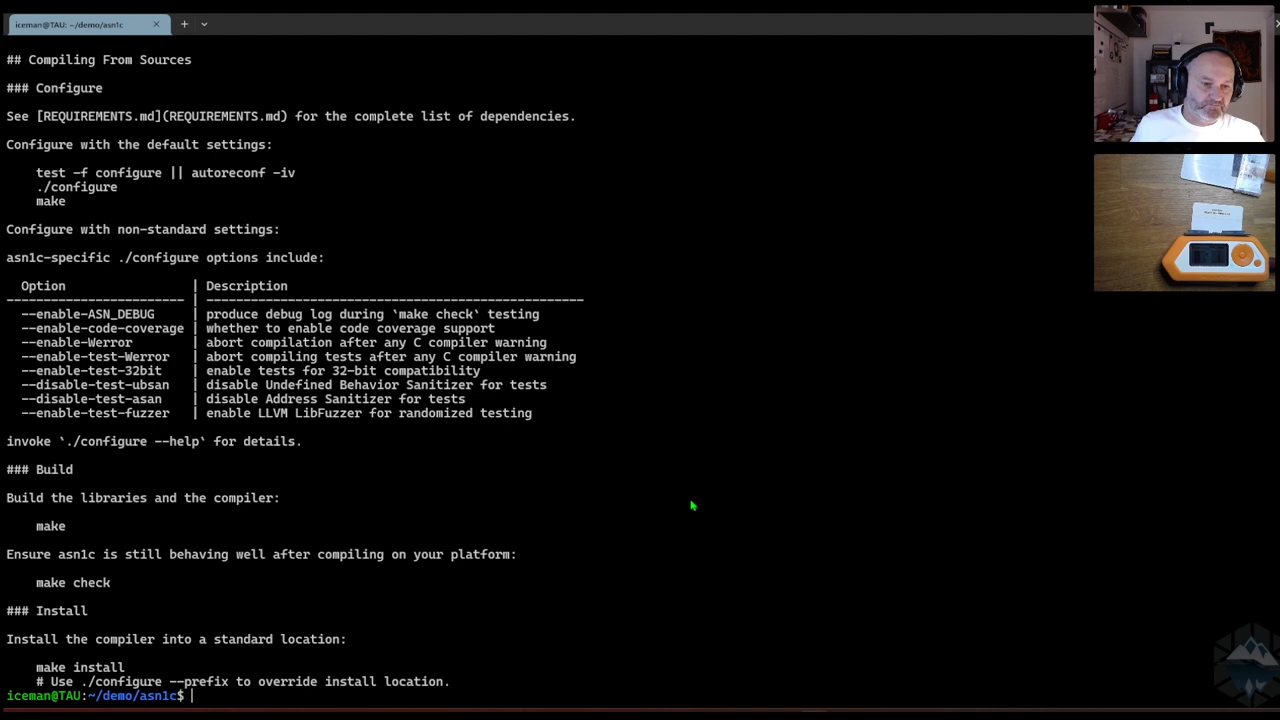 iceman@TAU: ~/demo/asn1c
## Compiling From Sources
### Configure
See [REQUIREMENTS.md](REQUIREMENTS.md) for the complete list of dependencies.
Configure with the default settings:
test -f configure || autoreconf -iv
./configure
make
Configure with non-standard settings:
asn1c-specific ./configure options include:
Option | Description
------------------------ | ---------------------------------------------------
--enable-ASN_DEBUG | produce debug log during `make check` testing
--enable-code-coverage | whether to enable code coverage support
--enable-Werror | abort compilation after any C compiler warning
--enable-test-Werror | abort compiling tests after any C compiler warning
--enable-test-32bit | enable tests for 32-bit compatibility
--disable-test-ubsan | disable Undefined Behavior Sanitizer for tests
--disable-test-asan | disable Address Sanitizer for tests
--enable-test-fuzzer | enable LLVM LibFuzzer for randomized testing
invoke `./configure --help` for details.
### Build
Build the libraries and the compiler:
make
Ensure asn1c is still behaving well after compiling on your platform:
make check
### Install
Install the compiler into a standard location:
make install
# Use ./configure --prefix to override install location.
iceman@TAU:~/demo/asn1c$